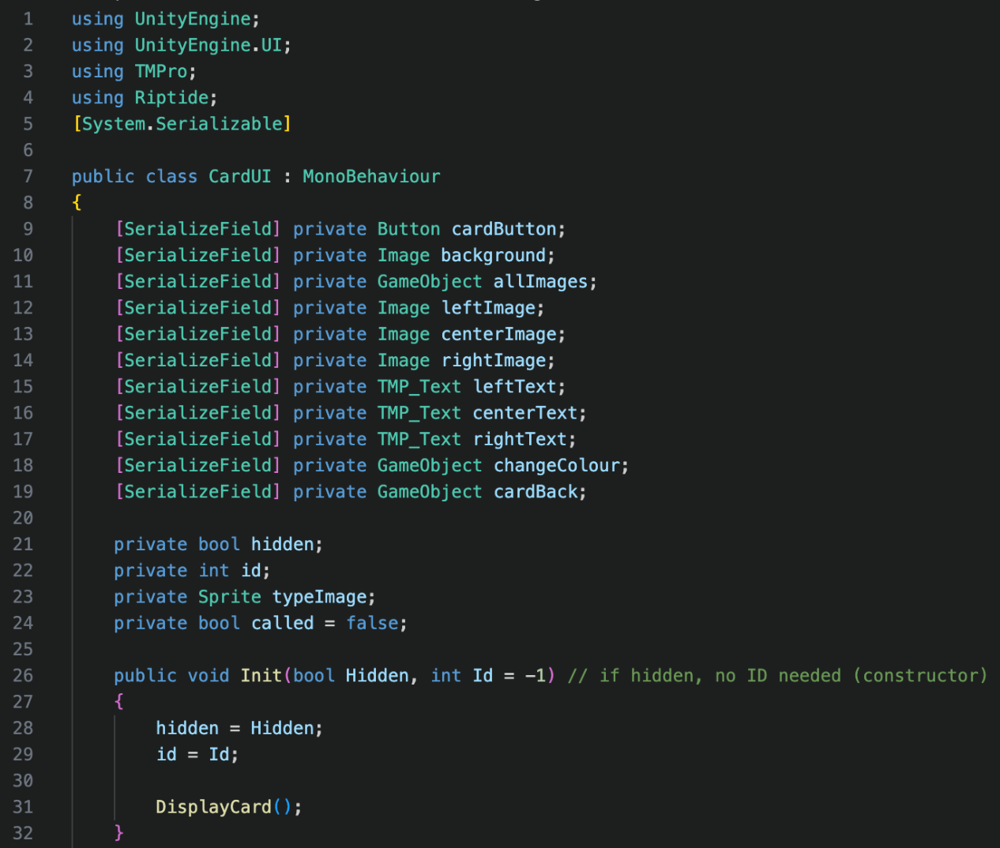 1 using UnityEngine;
2 using UnityEngine.UI;
3 using TMPro;
4 using Riptide;
5 [System.Serializable]
6
7 public class CardUI : MonoBehaviour
8 {
9 [SerializeField] private Button cardButton;
10 [SerializeField] private Image background;
11 [SerializeField] private GameObject allImages;
12 [SerializeField] private Image leftImage;
13 [SerializeField] private Image centerImage;
14 [SerializeField] private Image rightImage;
15 [SerializeField] private TMP_Text leftText;
16 [SerializeField] private TMP_Text centerText;
17 [SerializeField] private TMP_Text rightText;
18 [SerializeField] private GameObject changeColour;
19 [SerializeField] private GameObject cardBack;
20
21 private bool hidden;
22 private int id;
23 private Sprite typeImage;
24 private bool called = false;
25
26 public void Init(bool Hidden, int Id = -1) // if hidden, no ID needed (constructor)
27 {
28 hidden = Hidden;
29 id = Id;
30
31 DisplayCard();
32 }